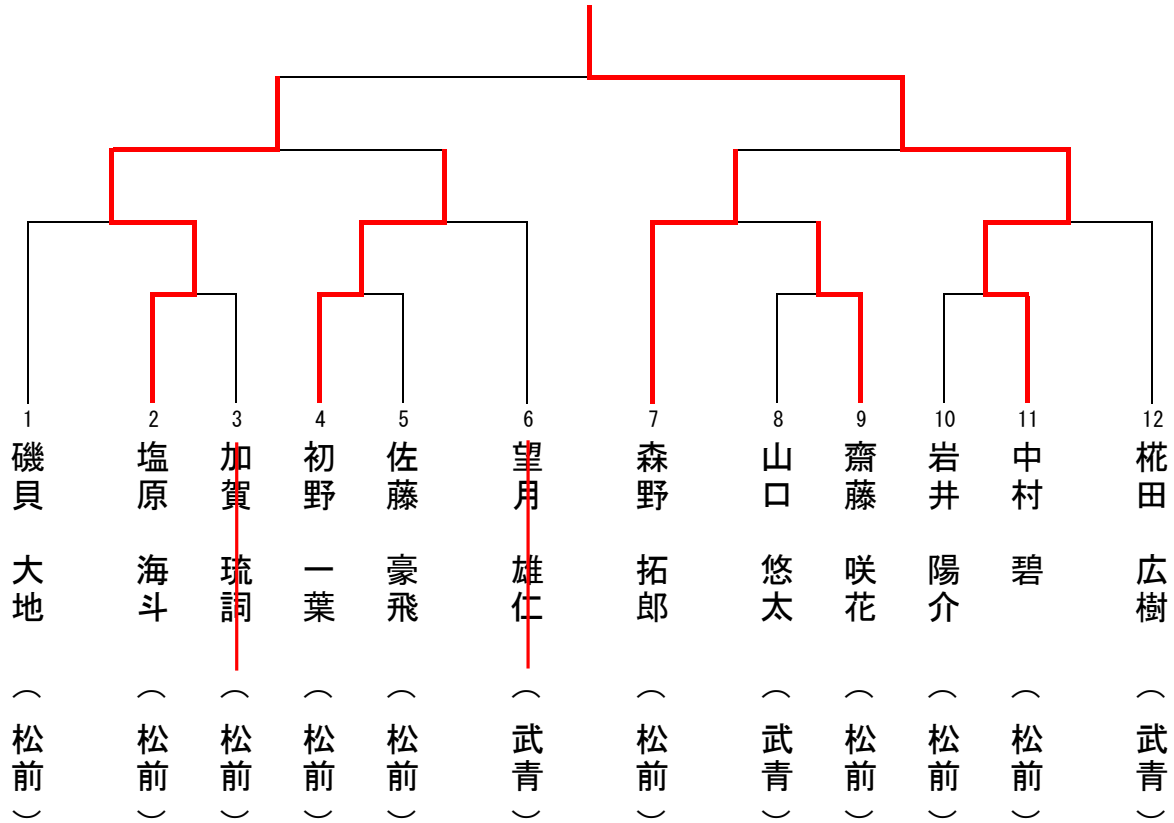 1
磯貝 大地
（松前）
2
塩原 海斗
（松前）
3
加賀 琉詞
（松前）
4
初野 一葉
（松前）
5
佐藤 豪飛
（松前）
6
望月 雄仁
（武青）
7
森野 拓郎
（松前）
8
山口 悠太
（武青）
9
齋藤 咲花
（松前）
10
岩井 陽介
（松前）
11
中村 碧
（松前）
12
椛田 広樹
（武青）